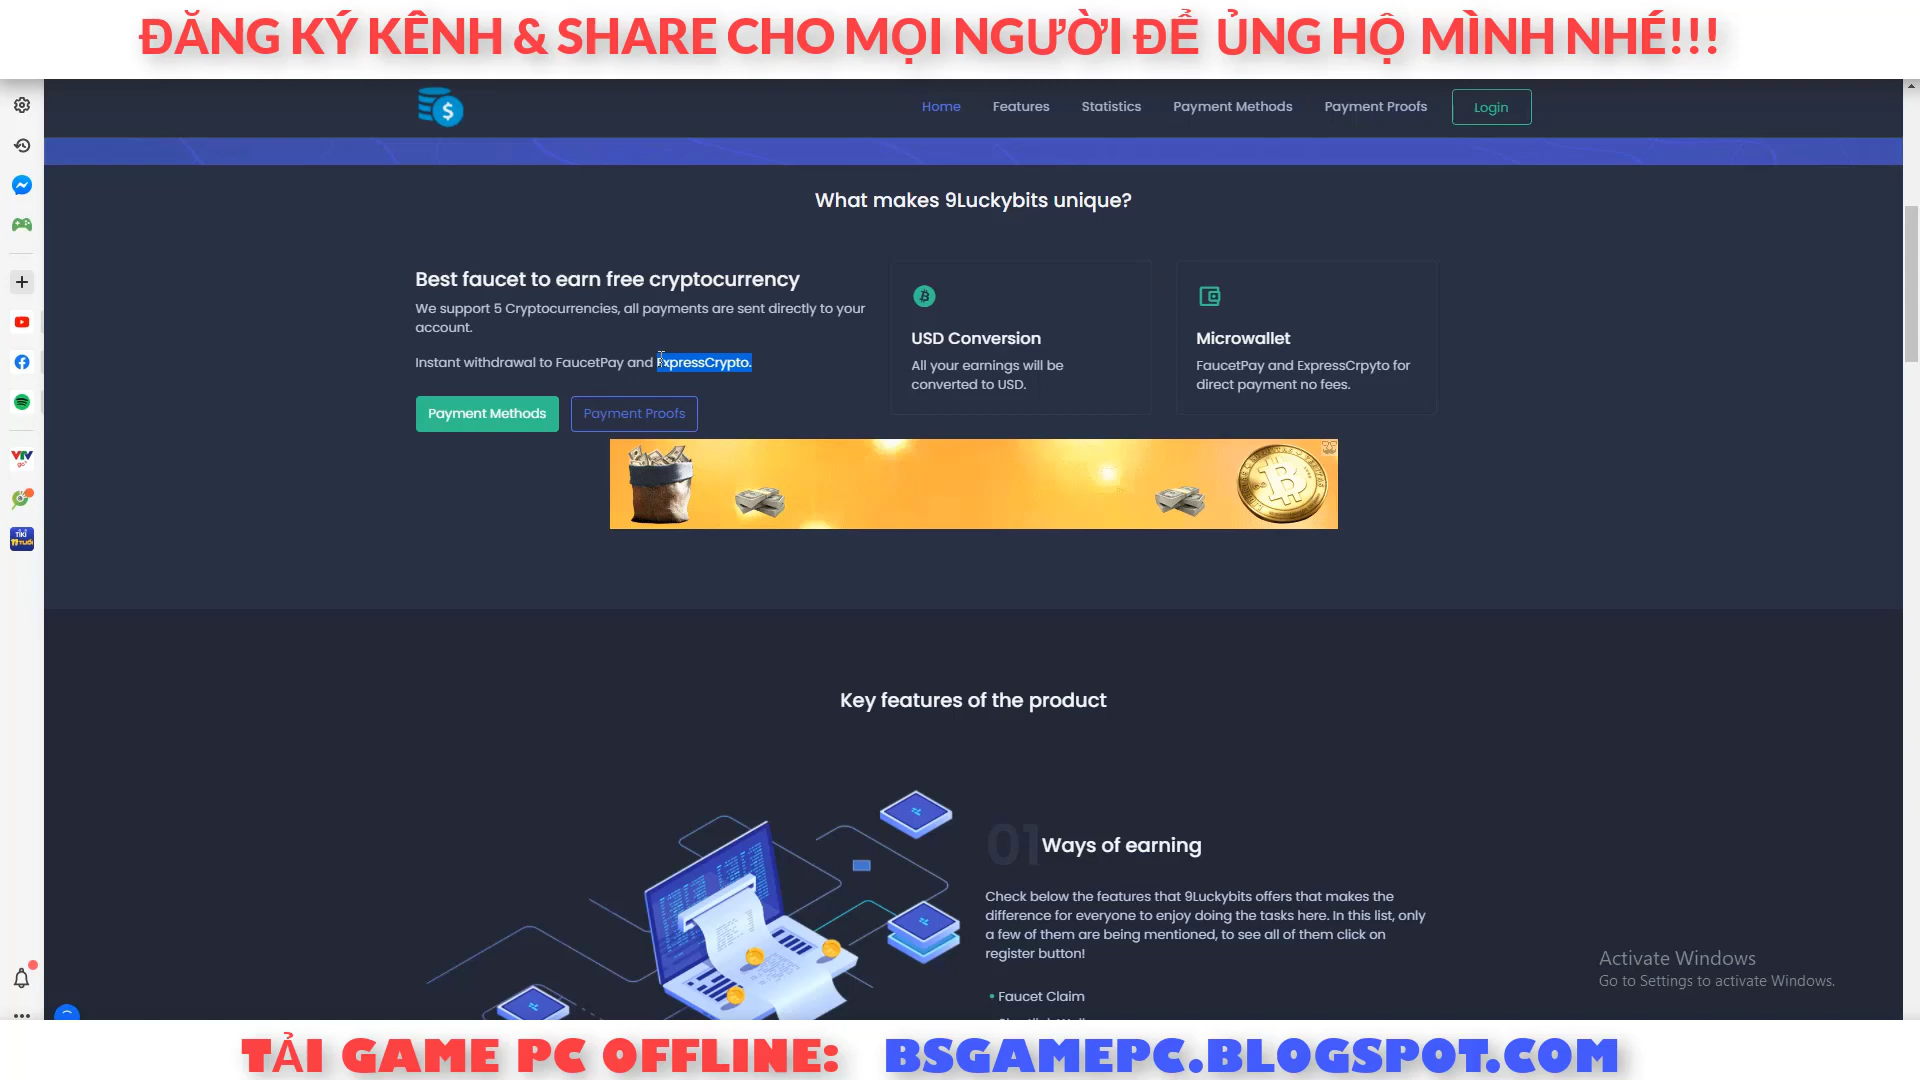 ĐĂNG KÝ KÊNH & SHARE CHO MỌI NGƯỜI ĐỂ ỦNG HỘ MÌNH NHÉ!!!
Home Features Statistics Payment Methods Payment Proofs Login
What makes 9Luckybits unique?
Best faucet to earn free cryptocurrency
We support 5 Cryptocurrencies, all payments are sent directly to your
account.
Instant withdrawal to FaucetPay and ExpressCrypto.
Payment Methods Payment Proofs
USD Conversion
All your earnings will be
converted to USD.
Microwallet
FaucetPay and ExpressCrpyto for
direct payment no fees.
VTV
go
TIKI
Key features of the product
01 Ways of earning
Check below the features that 9Luckybits offers that makes the
difference for everyone to enjoy doing the tasks here. In this list, only
a few of them are being mentioned, to see all of them click on
register button!
• Faucet Claim
Activate Windows
Go to Settings to activate Windows.
TẢI GAME PC OFFLINE: BSGAMEPC.BLOGSPOT.COM